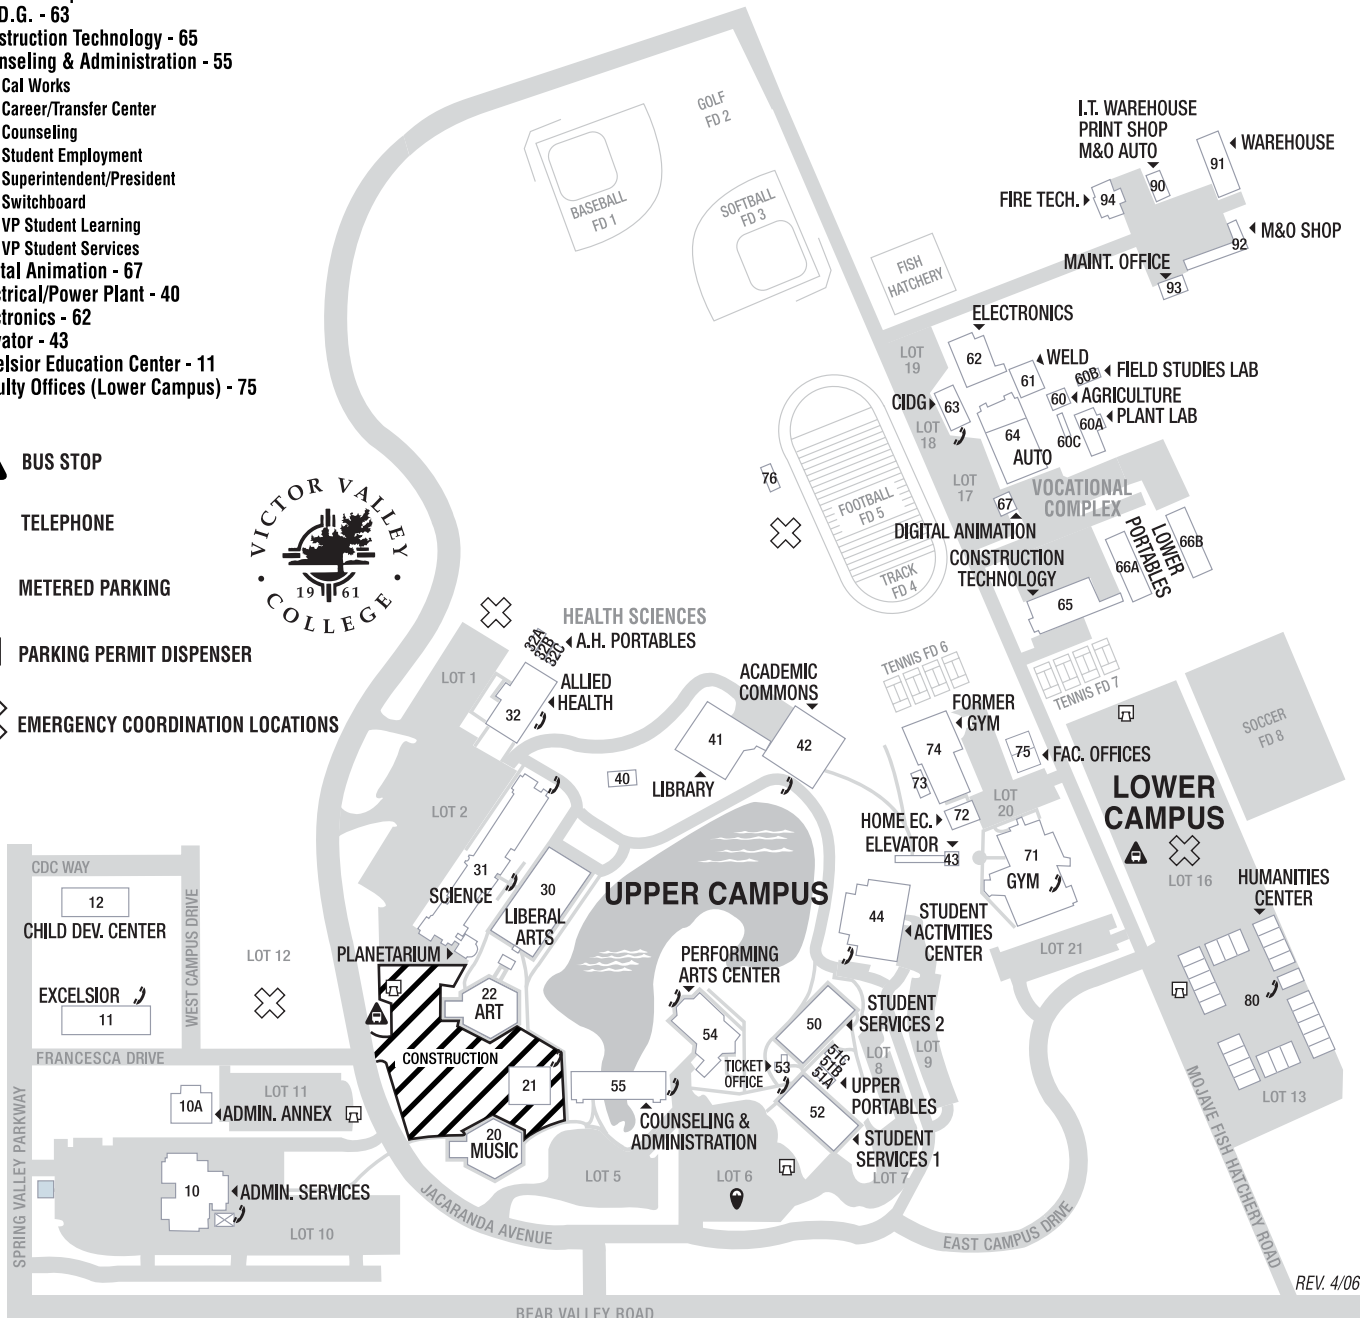 D.G. - 63
struction Technology - 65
nseling & Administration - 55
Cal Works
Career/Transfer Center
Counseling
Student Employment
Superintendent/President
Switchboard
VP Student Learning
VP Student Services
tal Animation - 67
ctrical/Power Plant - 40
ctronics - 62
vator - 43
elsior Education Center - 11
ulty Offices (Lower Campus) - 75
BUS STOP
TELEPHONE
METERED PARKING
PARKING PERMIT DISPENSER
EMERGENCY COORDINATION LOCATIONS
VICTOR VALLEY
COLLEGE
1961
GOLF
FD 2
BASEBALL
FD 1
SOFTBALL
FD 3
FISH
HATCHERY
I.T. WAREHOUSE
PRINT SHOP
M&O AUTO
90
91
WAREHOUSE
FIRE TECH.
94
92
M&O SHOP
MAINT. OFFICE
93
ELECTRONICS
62
LOT
19
WELD
61
60B
FIELD STUDIES LAB
60
AGRICULTURE
60A
PLANT LAB
60C
CIDG
63
LOT
18
64
AUTO
LOT
17
67
DIGITAL ANIMATION
VOCATIONAL
COMPLEX
CONSTRUCTION
TECHNOLOGY
65
66A
LOWER
PORTABLES
66B
76
FOOTBALL
FD 5
TRACK
FD 4
HEALTH SCIENCES
32A
32B
32C
A.H. PORTABLES
ALLIED
HEALTH
32
LOT 1
LOT 2
ACADEMIC
COMMONS
41
42
LIBRARY
40
TENNIS FD 6
TENNIS FD 7
FORMER
GYM
74
75
FAC. OFFICES
73
72
HOME EC.
LOT
20
ELEVATOR
43
71
GYM
LOT 21
SOCCER
FD 8
LOWER
CAMPUS
LOT 16
HUMANITIES
CENTER
80
LOT 13
MOJAVE FISH HATCHERY ROAD
CDC WAY
12
CHILD DEV. CENTER
WEST CAMPUS DRIVE
LOT 12
EXCELSIOR
11
FRANCESCA DRIVE
SPRING VALLEY PARKWAY
31
SCIENCE
30
LIBERAL
ARTS
UPPER CAMPUS
PLANETARIUM
22
ART
CONSTRUCTION
21
20
MUSIC
44
STUDENT
ACTIVITIES
CENTER
PERFORMING
ARTS CENTER
54
50
STUDENT
SERVICES 2
LOT
8
LOT
9
TICKET
OFFICE
53
51C
51B
51A
UPPER
PORTABLES
52
STUDENT
SERVICES 1
LOT 7
55
COUNSELING &
ADMINISTRATION
LOT 5
LOT 6
LOT 11
10A
ADMIN. ANNEX
10
ADMIN. SERVICES
LOT 10
JACARANDA AVENUE
EAST CAMPUS DRIVE
BEAR VALLEY ROAD
REV. 4/06